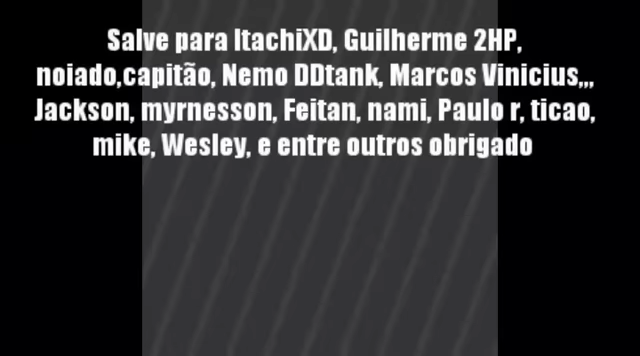 Salve para ItachiXD, Guilherme 2HP,
noiado,capitão, Nemo DDtank, Marcos Vinicius,,,
Jackson, myrnesson, Feitan, nami, Paulo r, ticao,
mike, Wesley, e entre outros obrigado